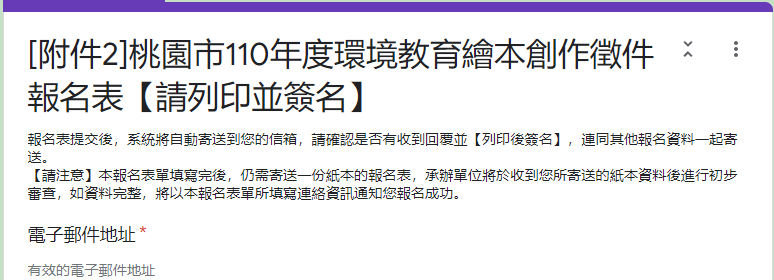 [附件2]桃園市110年度環境教育繪本創作徵件
報名表【請列印並簽名】
報名表提交後，系統將自動寄送到您的信箱，請確認是否有收到回覆並【列印後簽名】，連同其他報名資料一起寄
送。
【請注意】本報名表單填寫完後，仍需寄送一份紙本的報名表，承辦單位將於收到您所寄送的紙本資料後進行初步
審查，如資料完整，將以本報名表單所填寫連絡資訊通知您報名成功。
電子郵件地址 *
有效的電子郵件地址